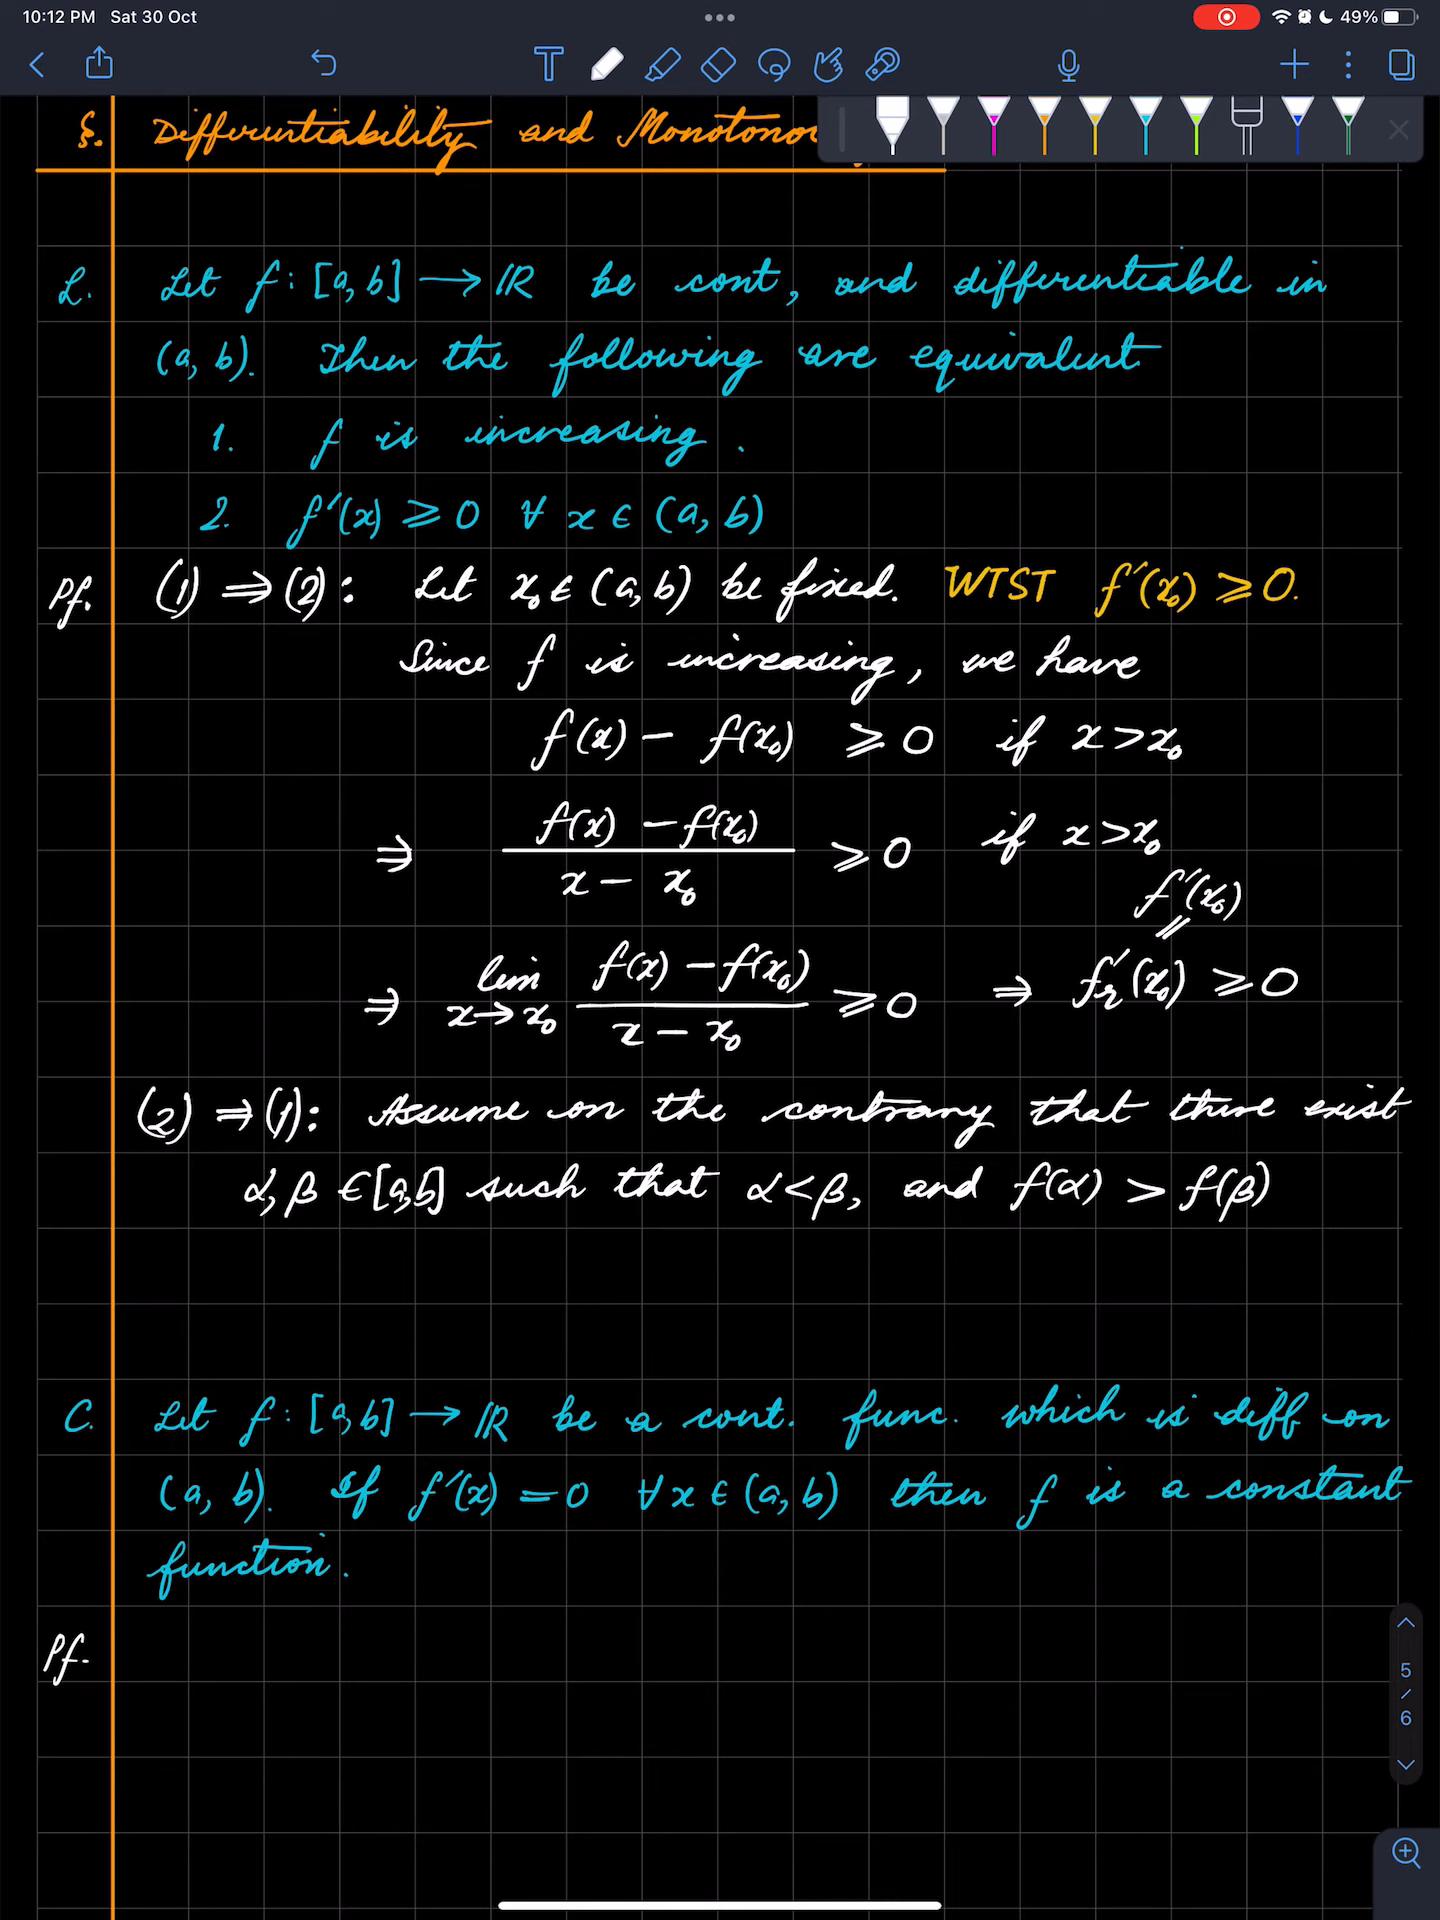 10:12 PM Sat 30 Oct
49%
§. Differentiability and Monotono
L. Let f : [a, b] → IR be cont, and differentiable in
(a, b). Then the following are equivalent
1. f is increasing.
2. f'(x) ⩾ 0 ∀ x ∈ (a, b)
Pf. (1) ⇒ (2): Let x₀ ∈ (a, b) be fixed. WTST f'(x₀) ⩾ 0.
Since f is increasing, we have
f(x) − f(x₀) ⩾ 0 if x > x₀
⇒ (f(x) − f(x₀)) / (x − x₀) ⩾ 0 if x > x₀
f'(x₀)
=
⇒ lim x→x₀ (f(x) − f(x₀)) / (x − x₀) ⩾ 0 ⇒ f'ᵣ(x₀) ⩾ 0
(2) ⇒ (1): Assume on the contrary that there exist
α, β ∈ [a, b] such that α < β, and f(α) > f(β)
C. Let f : [a, b] → IR be a cont. func. which is diff on
(a, b). If f'(x) = 0 ∀ x ∈ (a, b) then f is a constant
function.
Pf.
5
/
6